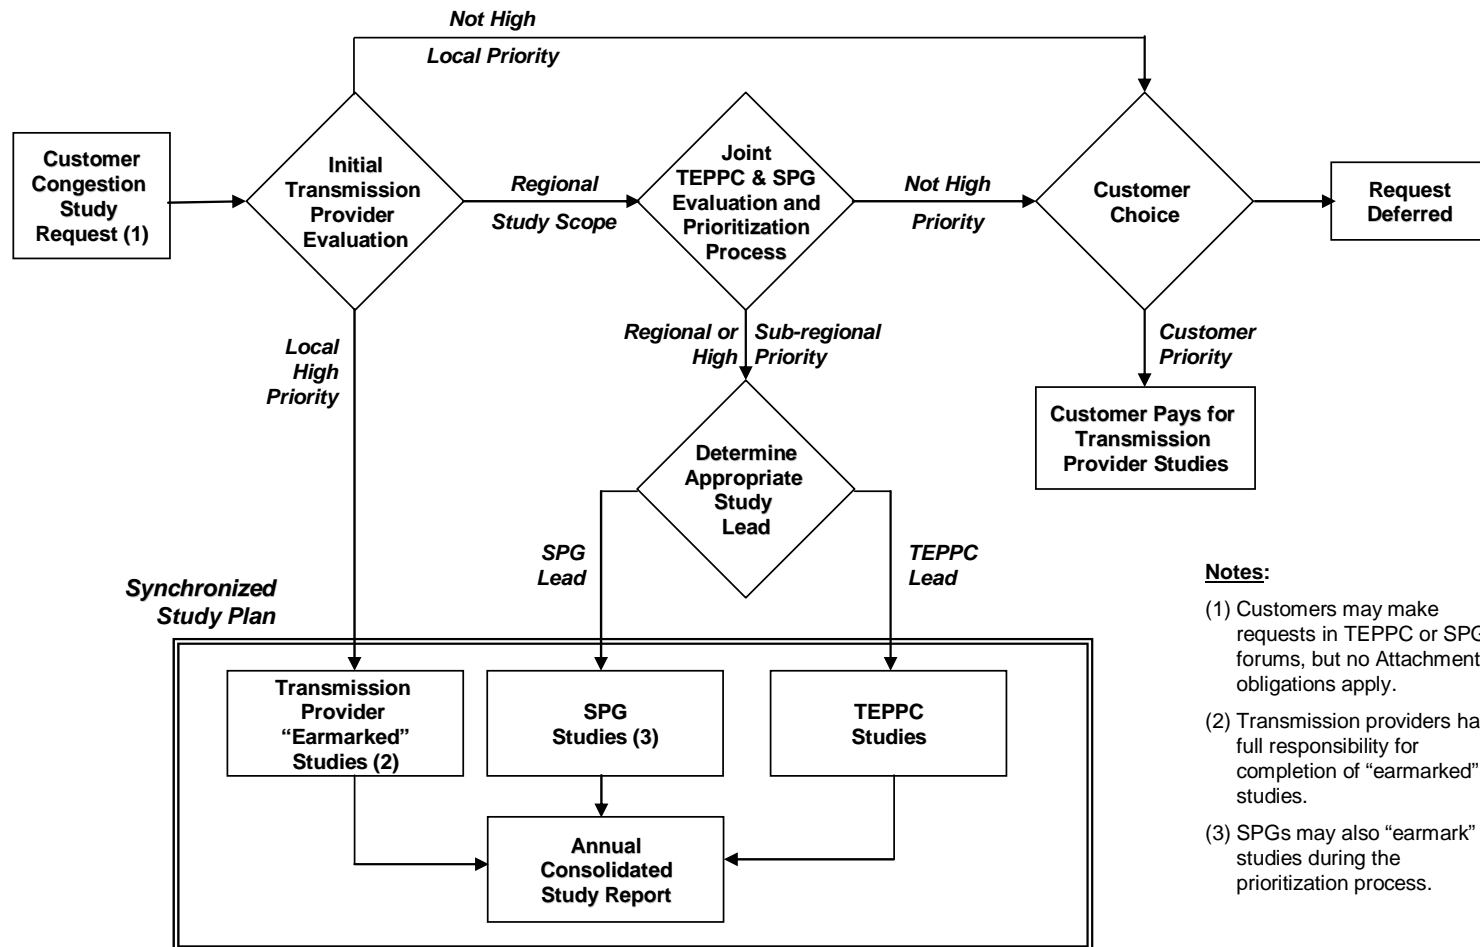 Not High
Local Priority
Customer
Congestion
Study
Request (1)
Initial
Transmission
Provider
Evaluation
Regional
Study Scope
Joint
TEPPC & SPG
Evaluation and
Prioritization
Process
Not High
Priority
Customer
Choice
Request
Deferred
Local
High
Priority
Regional or
High
Sub-regional
Priority
Customer
Priority
Customer Pays for
Transmission
Provider Studies
Determine
Appropriate
Study
Lead
SPG
Lead
TEPPC
Lead
Synchronized
Study Plan
Transmission
Provider
“Earmarked”
Studies (2)
SPG
Studies (3)
TEPPC
Studies
Annual
Consolidated
Study Report
Notes:
(1) Customers may make
requests in TEPPC or SPG
forums, but no Attachment
obligations apply.
(2) Transmission providers ha
full responsibility for
completion of “earmarked”
studies.
(3) SPGs may also “earmark”
studies during the
prioritization process.